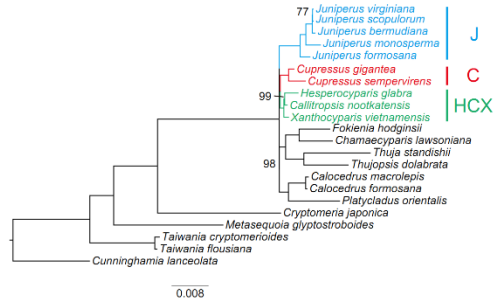 77
Juniperus virginiana
Juniperus scopulorum
Juniperus bermudiana
Juniperus monosperma
Juniperus formosana
J
Cupressus gigantea
Cupressus sempervirens
C
99
Hesperocyparis glabra
Callitropsis nootkatensis
Xanthocyparis vietnamensis
HCX
Fokienia hodginsii
Chamaecyparis lawsoniana
98
Thuja standishii
Thujopsis dolabrata
Calocedrus macrolepis
Calocedrus formosana
Platycladus orientalis
Cryptomeria japonica
Metasequoia glyptostroboides
Taiwania cryptomerioides
Taiwania flousiana
Cunninghamia lanceolata
0.008